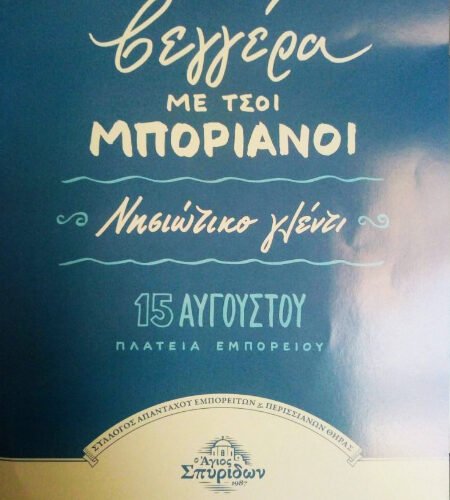 βεγγέρα
ΜΕ ΤΣΟΙ
ΜΠΟΡΙΑΝΟΙ
Νησιώτικο γλέντι
15 ΑΥΓΟΥΣΤΟΥ
ΠΛΑΤΕΙΑ ΕΜΠΟΡΕΙΟΥ
ΣΥΛΛΟΓΟΣ ΑΠΑΝΤΑΧΟΥ ΕΜΠΟΡΕΙΤΩΝ & ΠΕΡΙΣΣΙΑΝΩΝ ΘΗΡΑΣ
ο Άγιος
Σπυρίδων
1987